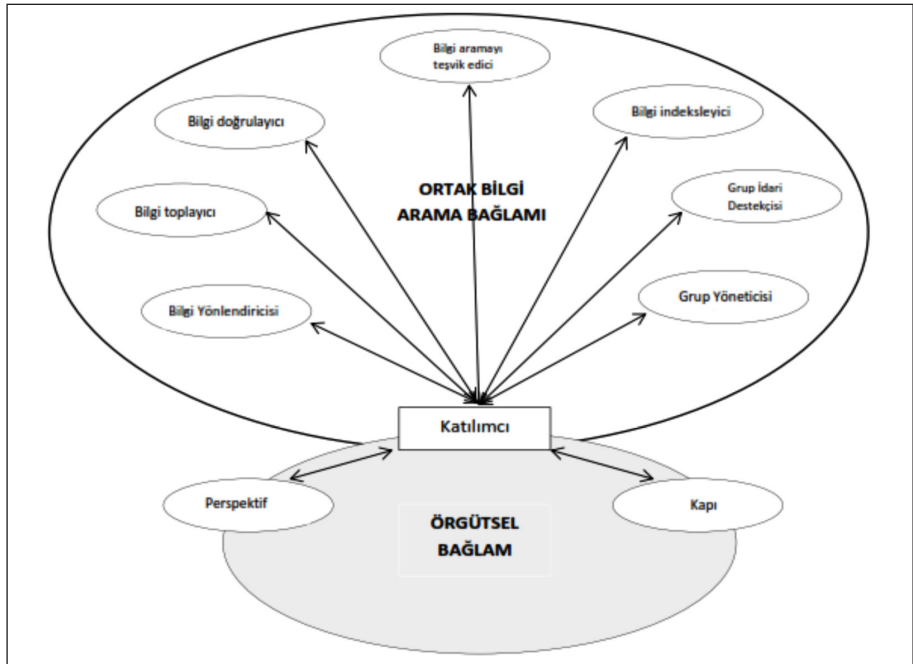 Bilgi aramayı
teşvik edici
Bilgi doğrulayıcı
Bilgi indeksleyici
ORTAK BİLGİ
ARAMA BAĞLAMI
Grup İdari
Destekçisi
Bilgi toplayıcı
Grup Yöneticisi
Bilgi Yönlendiricisi
Katılımcı
Perspektif
Kapı
ÖRGÜTSEL
BAĞLAM